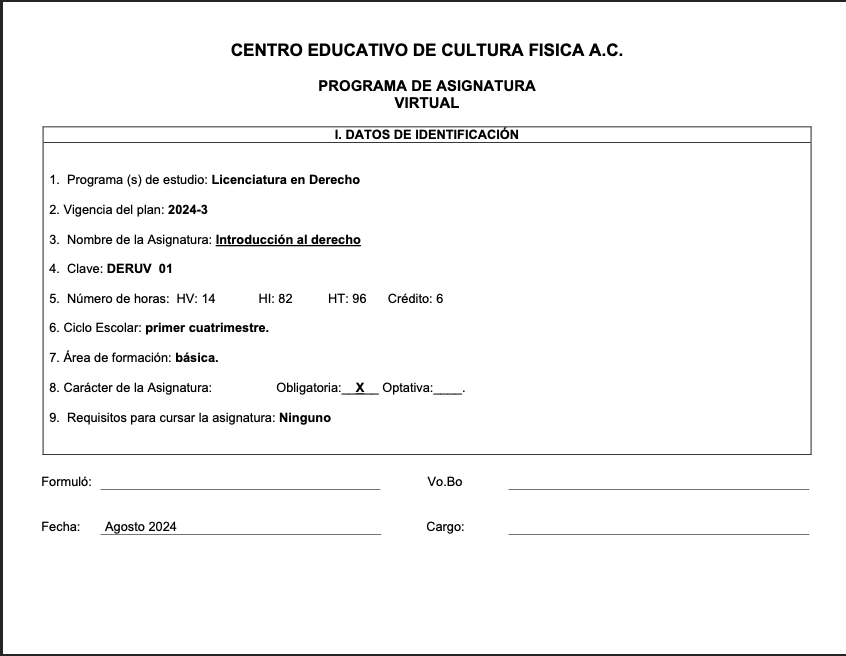 CENTRO EDUCATIVO DE CULTURA FISICA A.C.
PROGRAMA DE ASIGNATURA
VIRTUAL
I. DATOS DE IDENTIFICACIÓN
1. Programa (s) de estudio: Licenciatura en Derecho
2. Vigencia del plan: 2024-3
3. Nombre de la Asignatura: Introducción al derecho
4. Clave: DERUV 01
5. Número de horas: HV: 14 HI: 82 HT: 96 Crédito: 6
6. Ciclo Escolar: primer cuatrimestre.
7. Área de formación: básica.
8. Carácter de la Asignatura: Obligatoria:__X__ Optativa:____.
9. Requisitos para cursar la asignatura: Ninguno
Formuló: Vo.Bo
Fecha: Agosto 2024 Cargo: